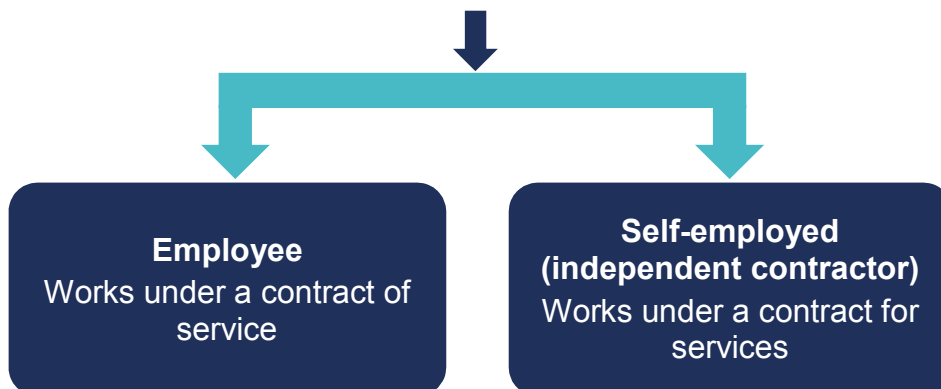 Employee
Works under a contract of
service
Self-employed
(independent contractor)
Works under a contract for
services